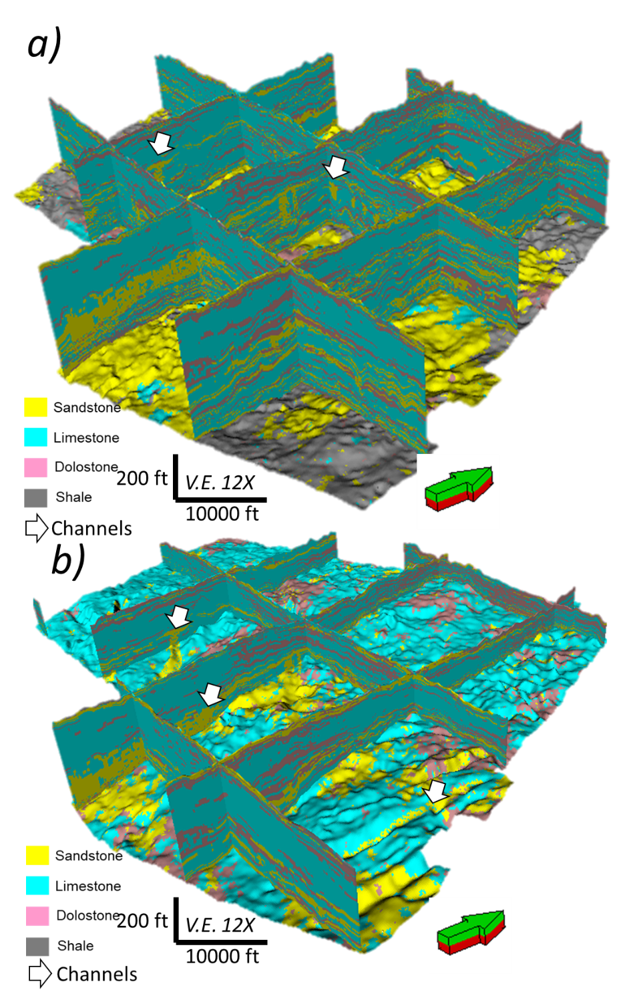 a)
Sandstone
Limestone
Dolostone
Shale
Channels
200 ft
V.E. 12X
10000 ft
b)
Sandstone
Limestone
Dolostone
Shale
Channels
200 ft
V.E. 12X
10000 ft